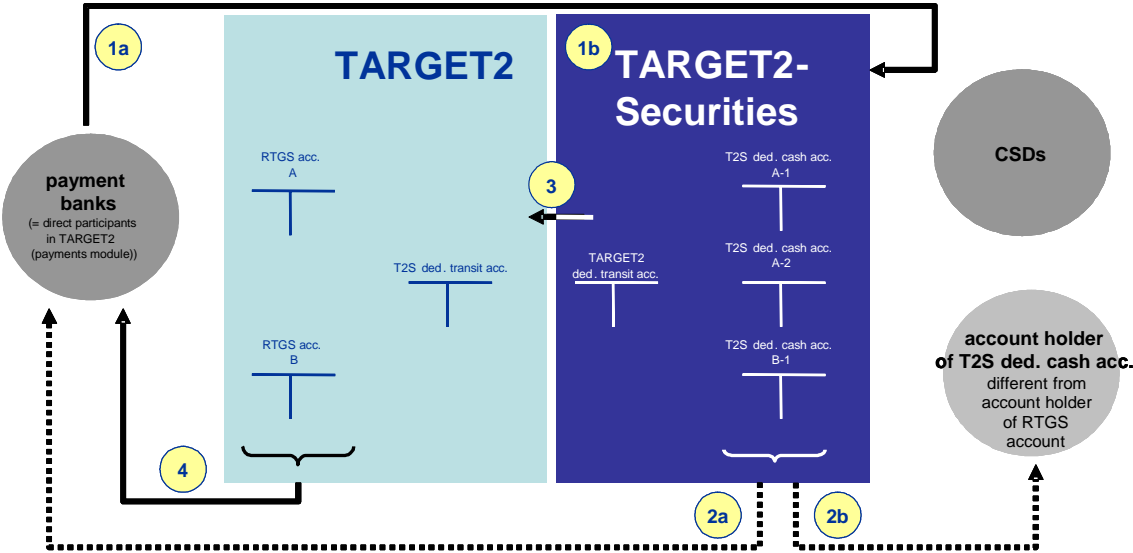 1a
TARGET2
1b
TARGET2-
Securities
payment
banks
(= direct participants
in TARGET2
(payments module))
RTGS acc.
A
T2S ded. transit acc.
RTGS acc.
B
3
TARGET2
ded. transit acc.
T2S ded. cash acc.
A-1
T2S ded. cash acc.
A-2
T2S ded. cash acc.
B-1
CSDs
account holder
of T2S ded. cash acc.
different from
account holder
of RTGS
account
4
2a
2b